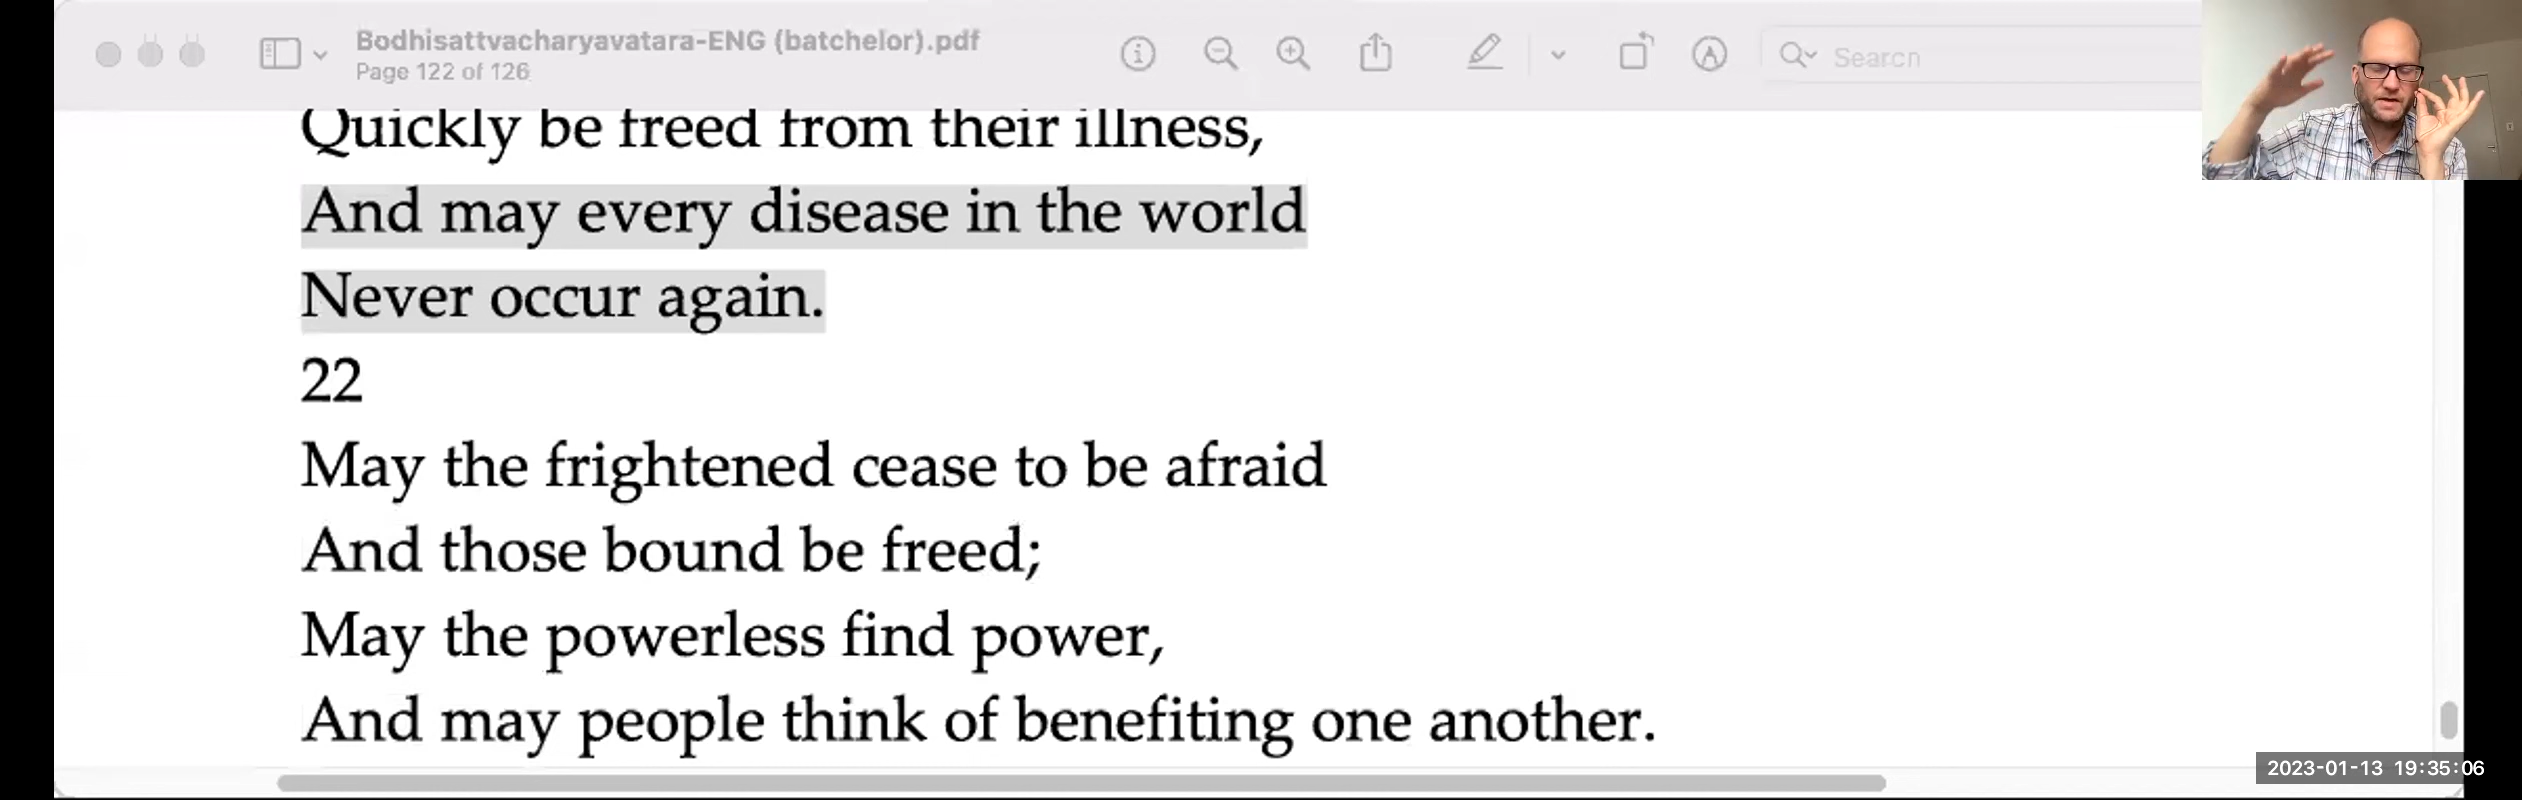 Bodhisattvacharyavatara-ENG (batchelor).pdf
Page 122 of 126
Search
Quickly be freed from their illness,
And may every disease in the world
Never occur again.
22
May the frightened cease to be afraid
And those bound be freed;
May the powerless find power,
And may people think of benefiting one another.
2023-01-13 19:35:06